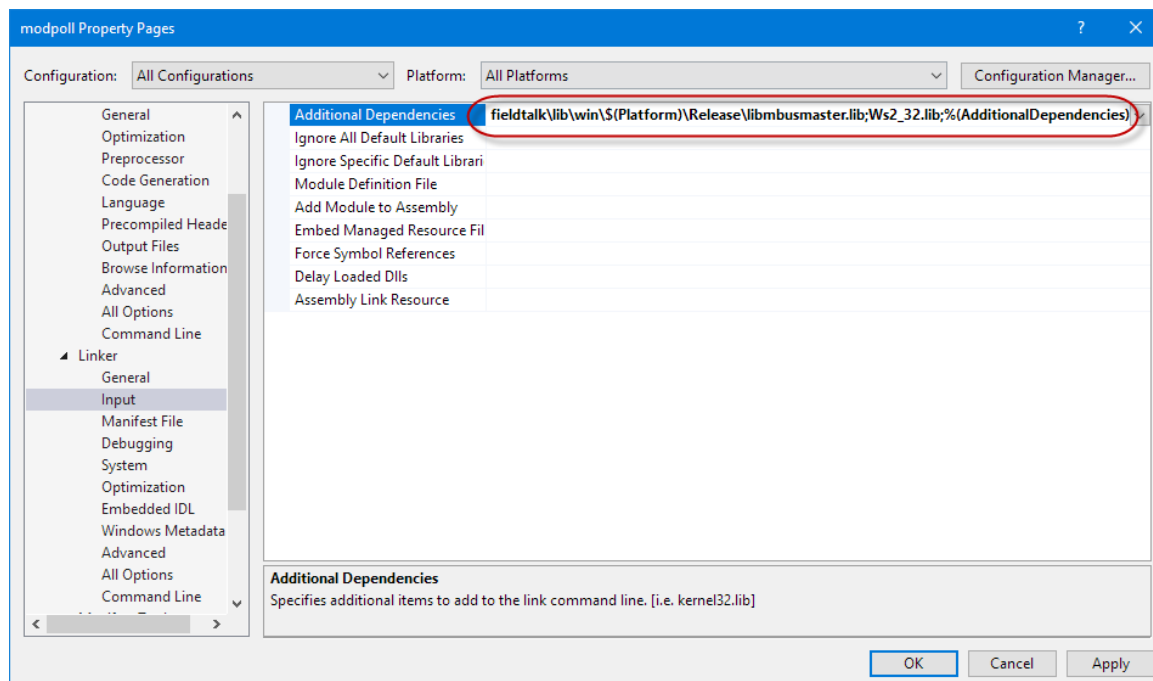 modpoll Property Pages
Configuration: All Configurations Platform: All Platforms Configuration Manager...
General
Optimization
Preprocessor
Code Generation
Language
Precompiled Heade
Output Files
Browse Information
Advanced
All Options
Command Line
Linker
General
Input
Manifest File
Debugging
System
Optimization
Embedded IDL
Windows Metadata
Advanced
All Options
Command Line
Additional Dependencies fieldtalk\lib\win\$(Platform)\Release\libmbusmaster.lib;Ws2_32.lib;%(AdditionalDependencies)
Ignore All Default Libraries
Ignore Specific Default Librari
Module Definition File
Add Module to Assembly
Embed Managed Resource Fil
Force Symbol References
Delay Loaded Dlls
Assembly Link Resource
Additional Dependencies
Specifies additional items to add to the link command line. [i.e. kernel32.lib]
OK Cancel Apply